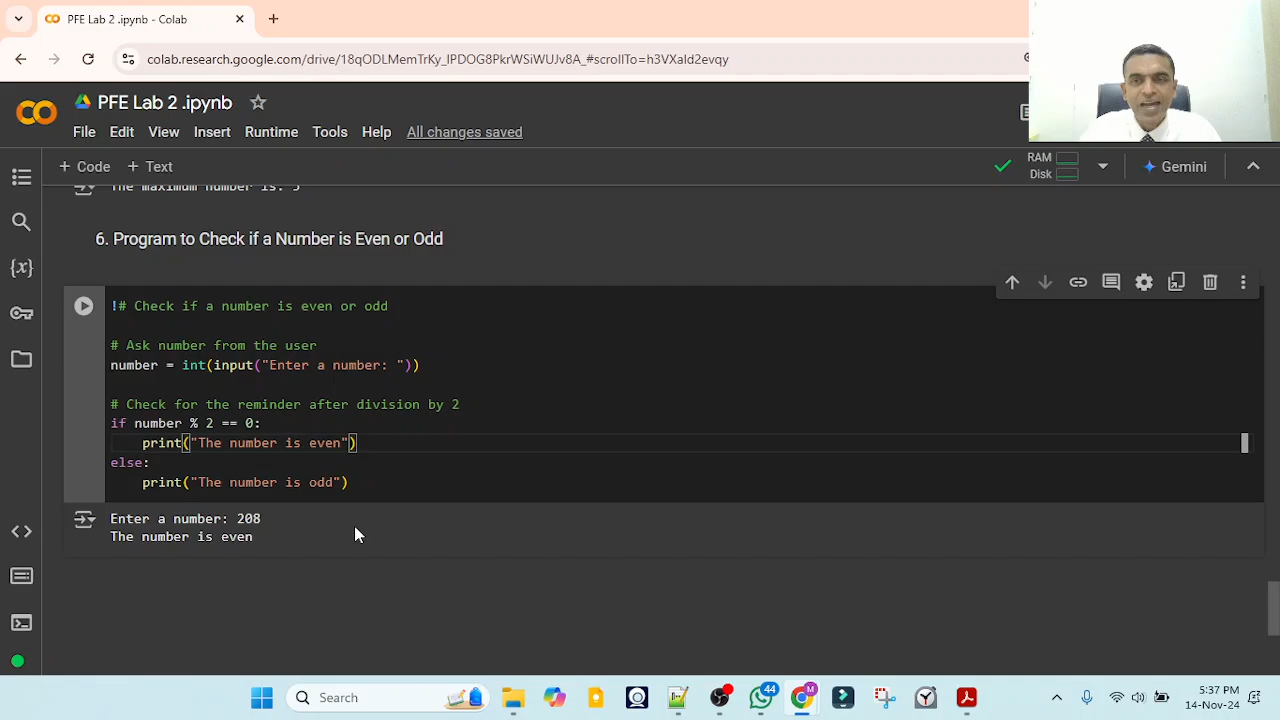 PFE Lab 2 .ipynb - Colab
colab.research.google.com/drive/18qODLMemTrKy_IPDOG8PkrWSiWUJv8A_#scrollTo=h3VXaId2evqy
PFE Lab 2 .ipynb
File Edit View Insert Runtime Tools Help All changes saved
+ Code + Text
RAM
Disk
Gemini
The maximum number is: 5
6. Program to Check if a Number is Even or Odd
!# Check if a number is even or odd
# Ask number from the user
number = int(input("Enter a number: "))
# Check for the reminder after division by 2
if number % 2 == 0:
print("The number is even")
else:
print("The number is odd")
Enter a number: 208
The number is even
Search
44
M
5:37 PM
14-Nov-24